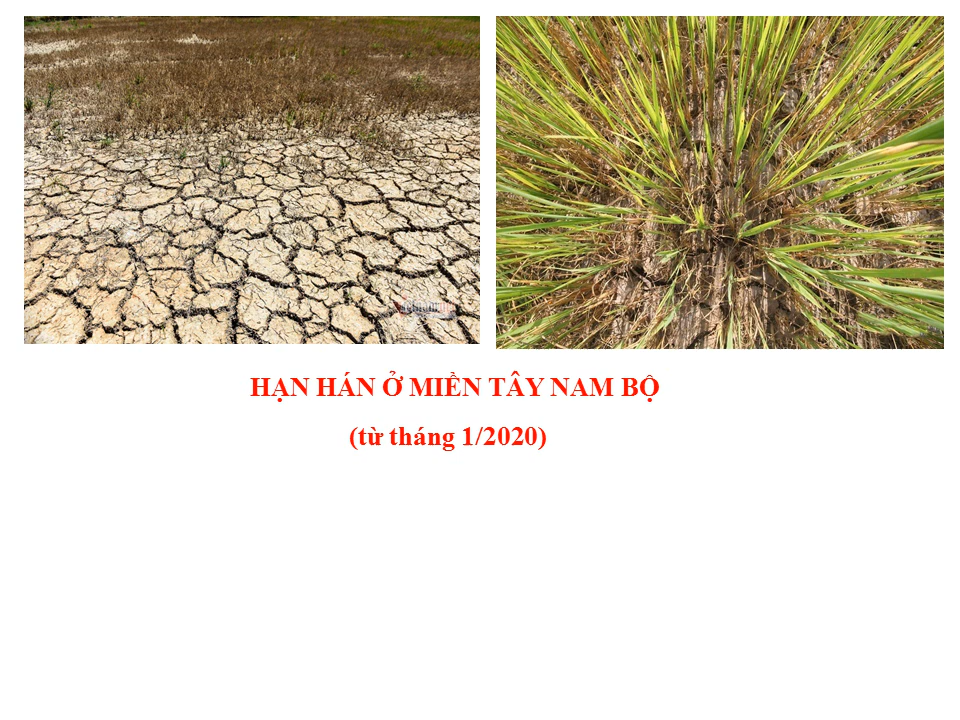 HẠN HÁN Ở MIỀN TÂY NAM BỘ
(từ tháng 1/2020)